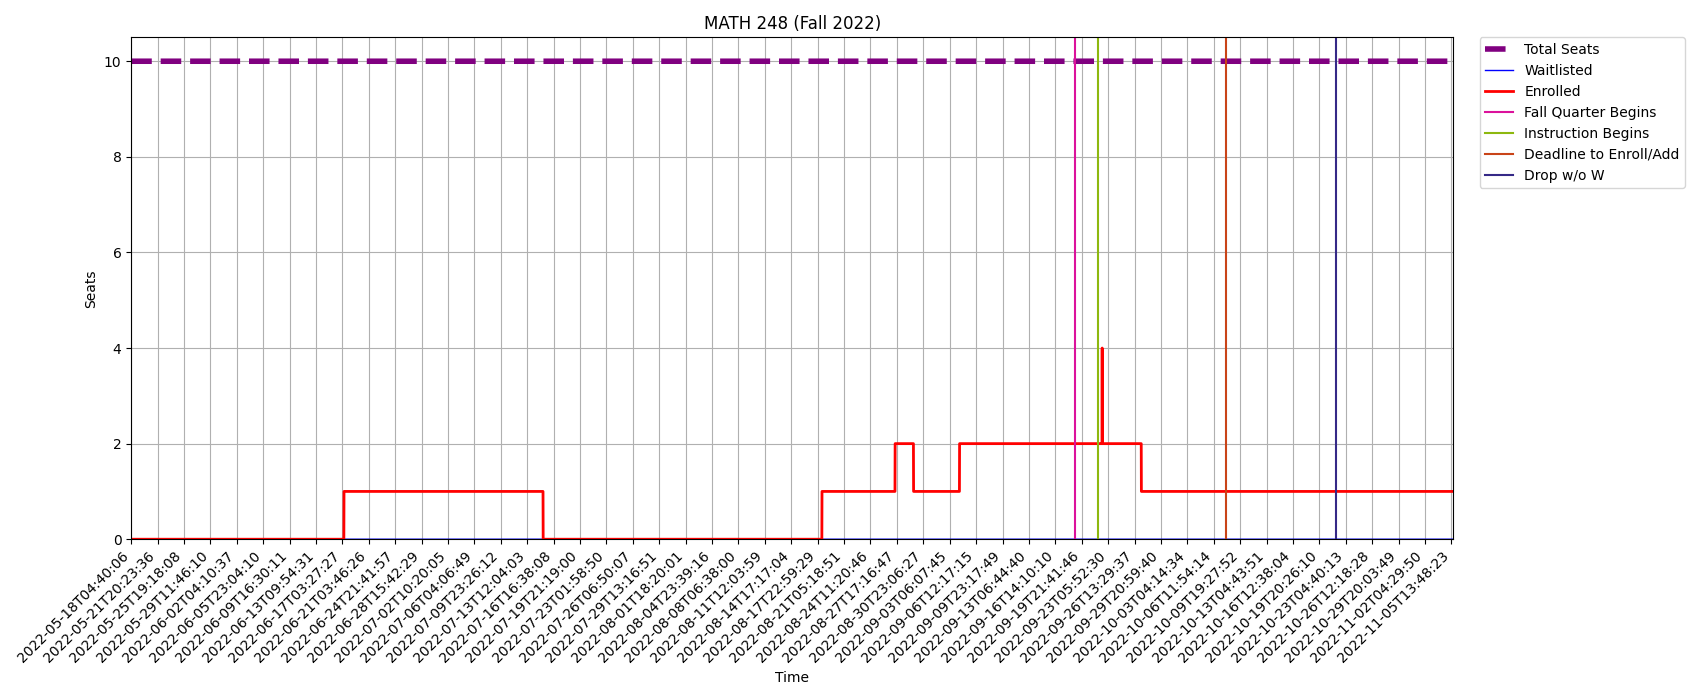 MATH 248 (Fall 2022)
10
8
6
4
2
0
Seats
2022-05-18T04:40:06
2022-05-21T20:23:36
2022-05-25T19:18:08
2022-05-29T11:46:10
2022-06-02T04:10:37
2022-06-05T23:04:10
2022-06-09T16:30:11
2022-06-13T09:54:31
2022-06-17T03:27:27
2022-06-21T03:46:26
2022-06-24T21:41:57
2022-06-28T15:42:29
2022-07-02T10:20:05
2022-07-06T04:06:49
2022-07-09T23:26:12
2022-07-13T12:04:03
2022-07-16T16:38:08
2022-07-19T21:19:00
2022-07-23T01:58:50
2022-07-26T06:50:07
2022-07-29T13:16:51
2022-08-01T18:20:01
2022-08-04T23:39:16
2022-08-08T06:38:00
2022-08-11T12:03:59
2022-08-14T17:17:04
2022-08-17T22:59:29
2022-08-21T05:18:51
2022-08-24T11:20:46
2022-08-27T17:16:47
2022-08-30T23:06:27
2022-09-03T06:07:45
2022-09-06T12:17:15
2022-09-09T23:17:49
2022-09-13T06:44:40
2022-09-16T14:10:10
2022-09-19T21:41:46
2022-09-23T05:52:30
2022-09-26T13:29:37
2022-09-29T20:59:40
2022-10-03T04:14:34
2022-10-06T11:54:14
2022-10-09T19:27:52
2022-10-13T04:43:51
2022-10-16T12:38:04
2022-10-19T20:26:10
2022-10-23T04:40:13
2022-10-26T12:18:28
2022-10-29T20:03:49
2022-11-02T04:29:50
2022-11-05T13:48:23
Time
Total Seats
Waitlisted
Enrolled
Fall Quarter Begins
Instruction Begins
Deadline to Enroll/Add
Drop w/o W